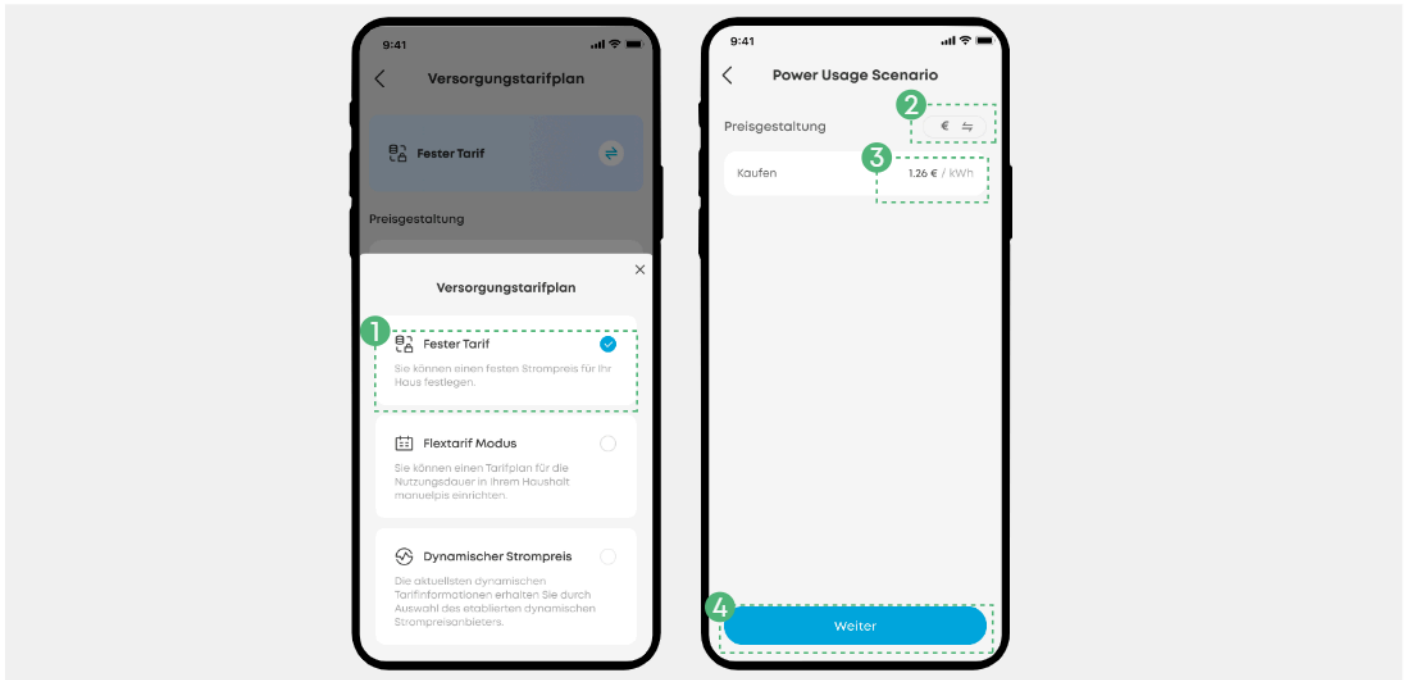 9:41
Versorgungstarifplan
Fester Tarif
Preisgestaltung
Versorgungstarifplan
1
Fester Tarif
Sie können einen festen Strompreis für Ihr
Haus festlegen.
Flextarif Modus
Sie können einen Tarifplan für die
Nutzungsdauer in Ihrem Haushalt
manuelpis einrichten.
Dynamischer Strompreis
Die aktuellsten dynamischen
Tarifinformationen erhalten Sie durch
Auswahl des etablierten dynamischen
Strompreisanbieters.
9:41
Power Usage Scenario
2
Preisgestaltung €
3
Kaufen 1.26 € / kWh
4
Weiter